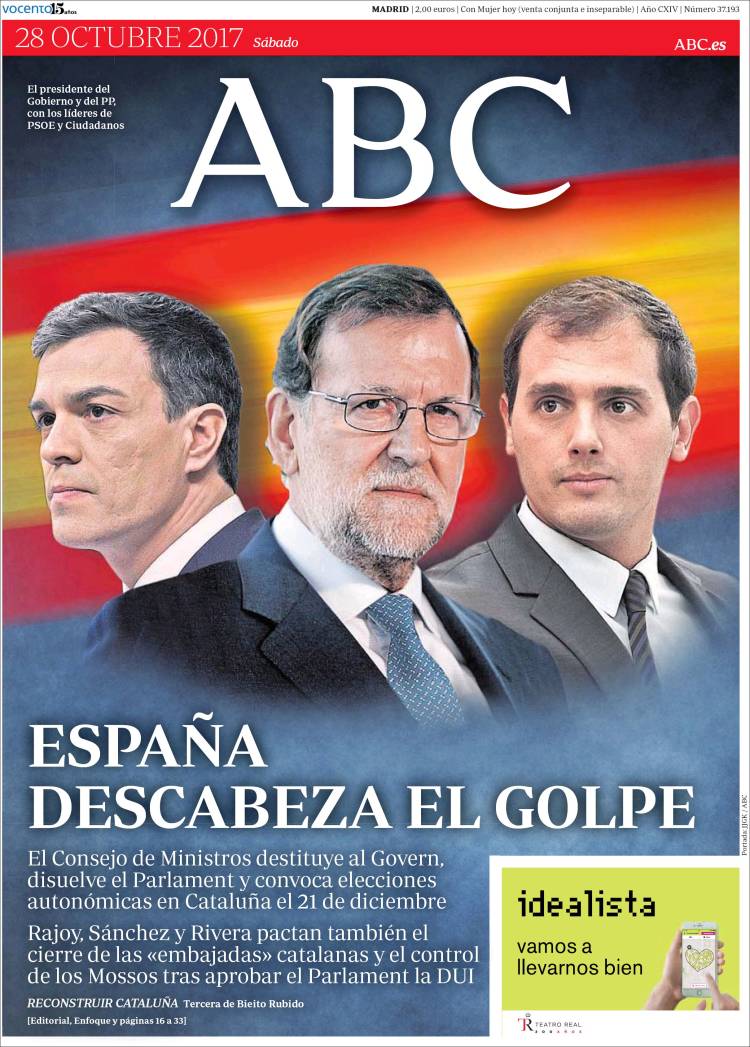 vocento 15 años
MADRID | 2,00 euros | Con Mujer hoy (venta conjunta e inseparable) | Año CXIV | Número 37.193
28 OCTUBRE 2017 Sábado
ABC.es
El presidente del
Gobierno y del PP,
con los líderes de
PSOE y Ciudadanos
ABC
ESPAÑA
DESCABEZA EL GOLPE
El Consejo de Ministros destituye al Govern,
disuelve el Parlament y convoca elecciones
autonómicas en Cataluña el 21 de diciembre
Rajoy, Sánchez y Rivera pactan también el
cierre de las «embajadas» catalanas y el control
de los Mossos tras aprobar el Parlament la DUI
RECONSTRUIR CATALUÑA Tercera de Bieito Rubido
[Editorial, Enfoque y páginas 16 a 33]
Portada: JJGK / ABC
idealista
vamos a
llevarnos bien
TR TEATRO REAL
200 AÑOS